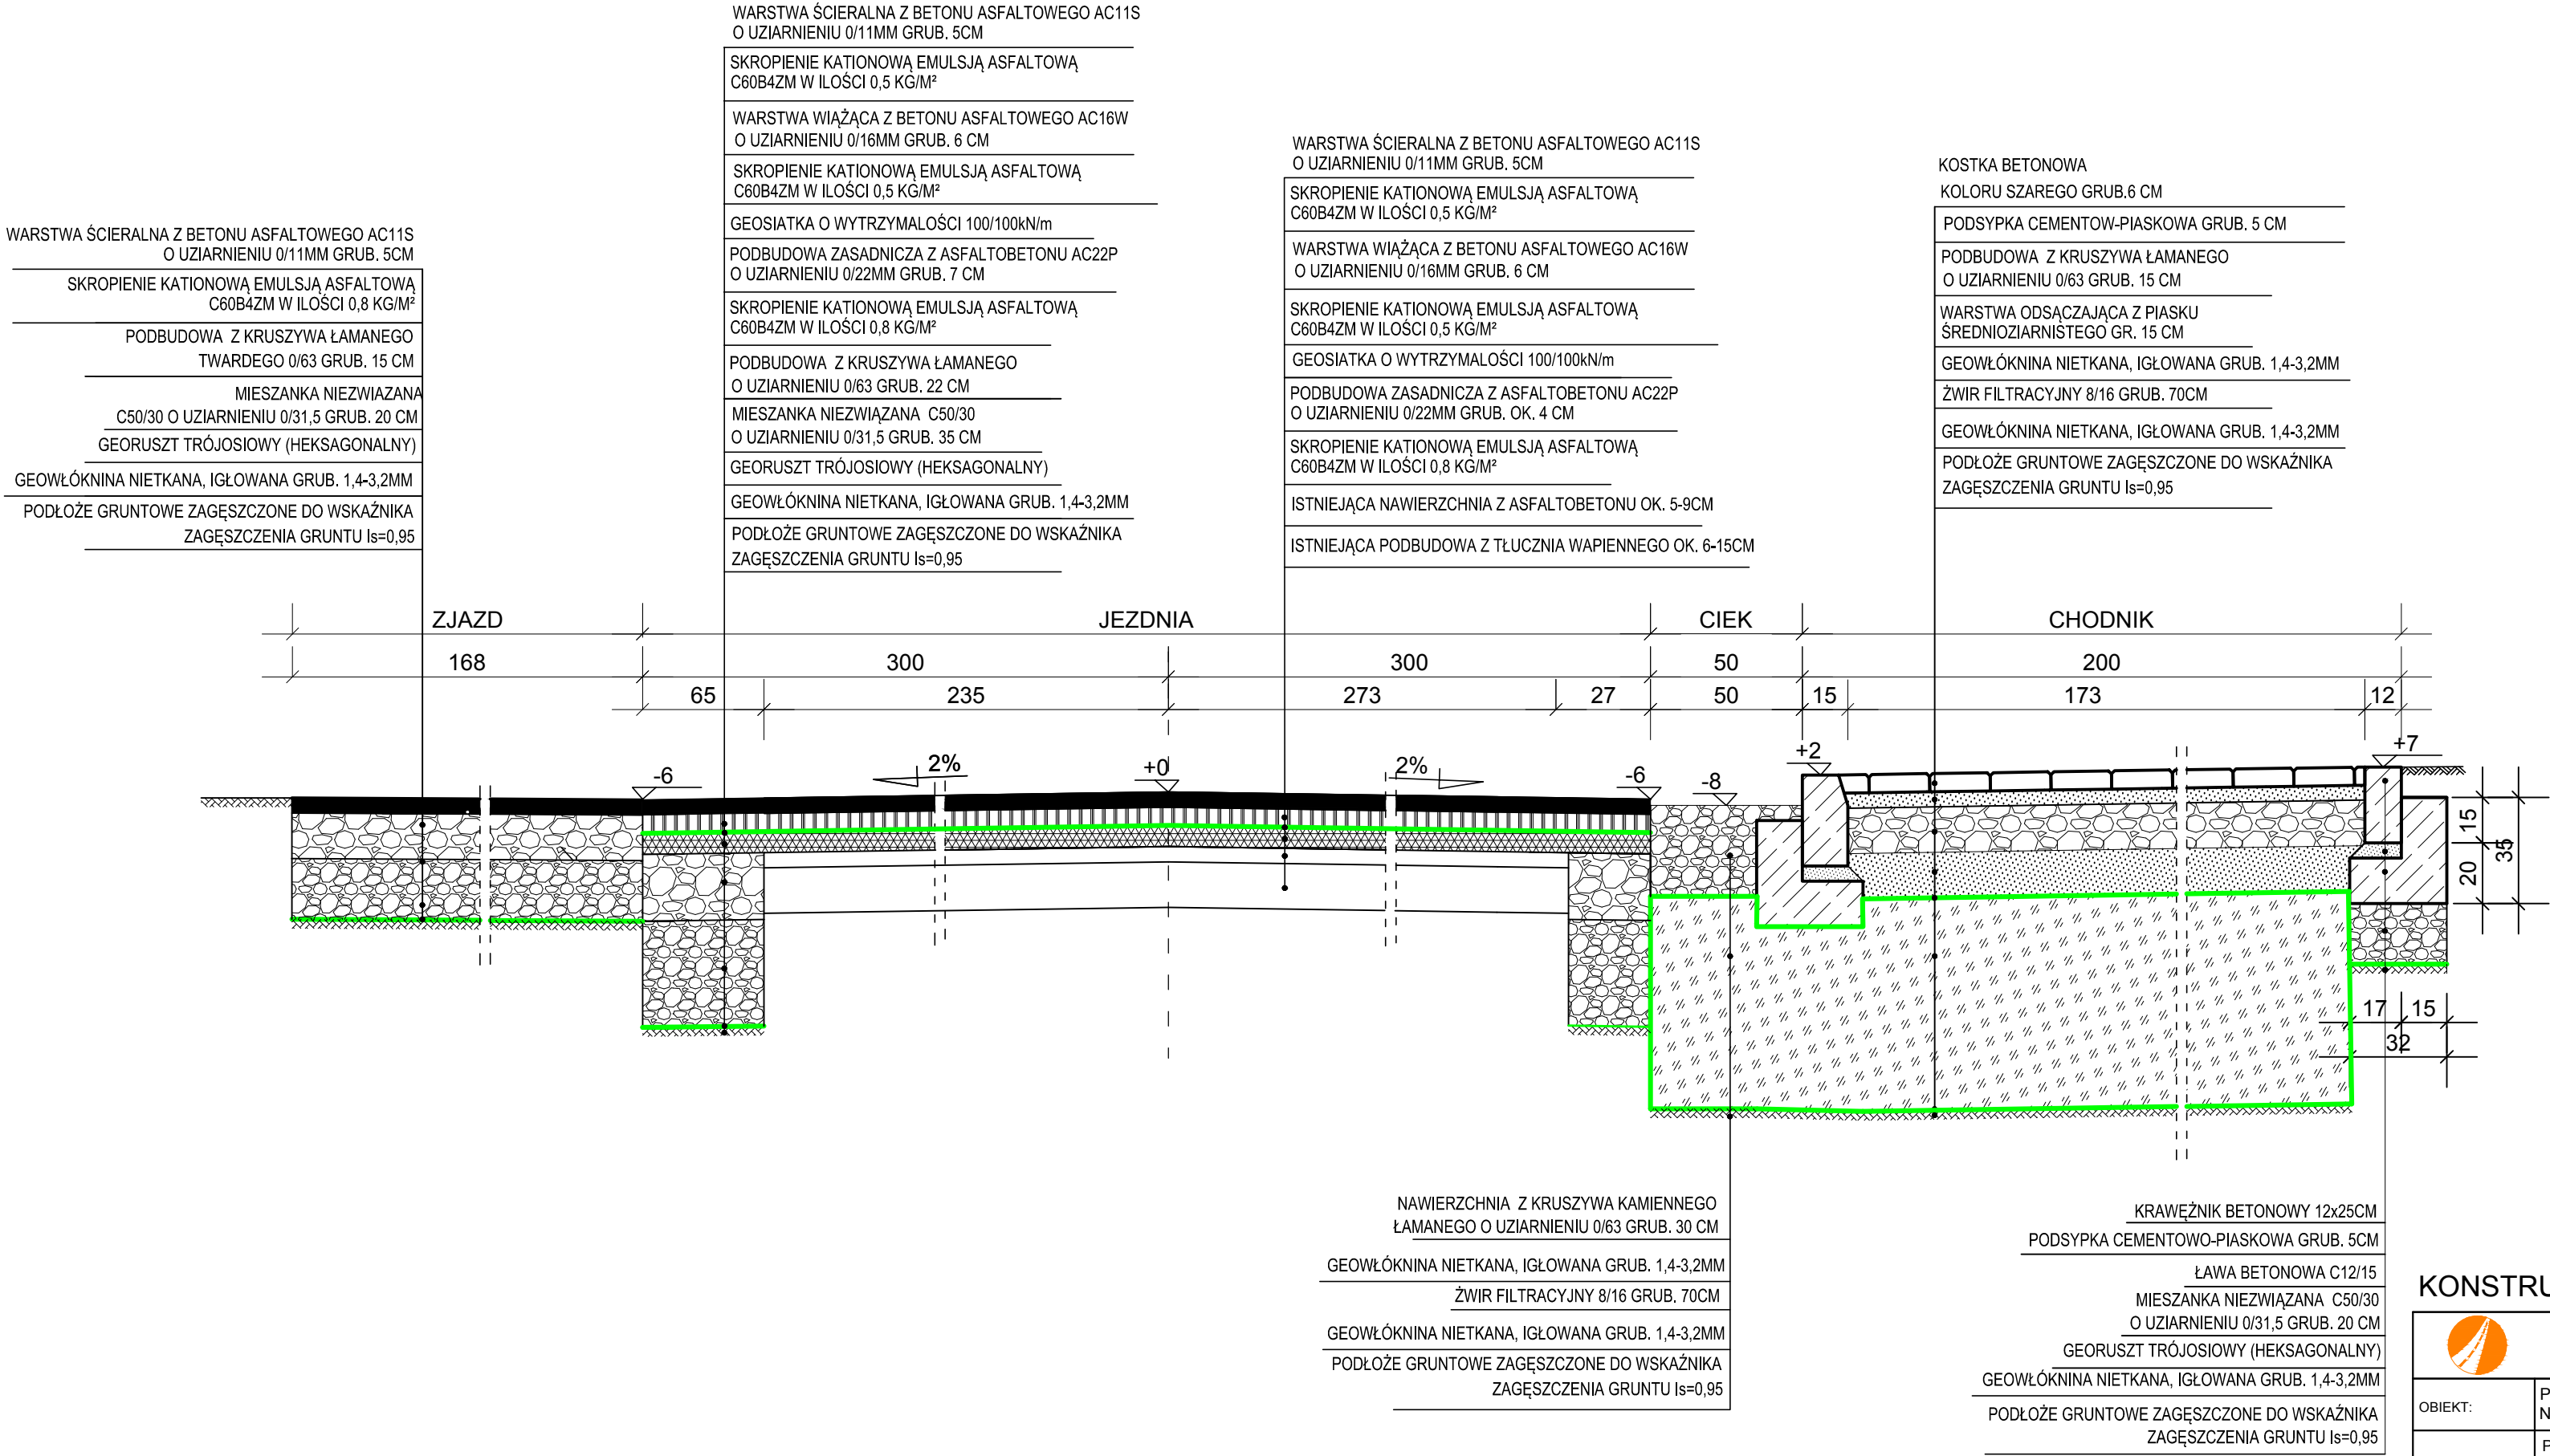 WARSTWA ŚCIERALNA Z BETONU ASFALTOWEGO AC11S
O UZIARNIENIU 0/11MM GRUB. 5CM
SKROPIENIE KATIONOWĄ EMULSJĄ ASFALTOWĄ
C60B4ZM W ILOŚCI 0,8 KG/M²
PODBUDOWA Z KRUSZYWA ŁAMANEGO
TWARDEGO 0/63 GRUB. 15 CM
MIESZANKA NIEZWIAZANA
C50/30 O UZIARNIENIU 0/31,5 GRUB. 20 CM
GEORUSZT TRÓJOSIOWY (HEKSAGONALNY)
GEOWŁÓKNINA NIETKANA, IGŁOWANA GRUB. 1,4-3,2MM
PODŁOŻE GRUNTOWE ZAGĘSZCZONE DO WSKAŹNIKA
ZAGĘSZCZENIA GRUNTU Is=0,95
WARSTWA ŚCIERALNA Z BETONU ASFALTOWEGO AC11S
O UZIARNIENIU 0/11MM GRUB. 5CM
SKROPIENIE KATIONOWĄ EMULSJĄ ASFALTOWĄ
C60B4ZM W ILOŚCI 0,5 KG/M²
WARSTWA WIĄŻĄCA Z BETONU ASFALTOWEGO AC16W
O UZIARNIENIU 0/16MM GRUB. 6 CM
SKROPIENIE KATIONOWĄ EMULSJĄ ASFALTOWĄ
C60B4ZM W ILOŚCI 0,5 KG/M²
GEOSIATKA O WYTRZYMALOŚCI 100/100kN/m
PODBUDOWA ZASADNICZA Z ASFALTOBETONU AC22P
O UZIARNIENIU 0/22MM GRUB. 7 CM
SKROPIENIE KATIONOWĄ EMULSJĄ ASFALTOWĄ
C60B4ZM W ILOŚCI 0,8 KG/M²
PODBUDOWA Z KRUSZYWA ŁAMANEGO
O UZIARNIENIU 0/63 GRUB. 22 CM
MIESZANKA NIEZWIĄZANA C50/30
O UZIARNIENIU 0/31,5 GRUB. 35 CM
GEORUSZT TRÓJOSIOWY (HEKSAGONALNY)
GEOWŁÓKNINA NIETKANA, IGŁOWANA GRUB. 1,4-3,2MM
PODŁOŻE GRUNTOWE ZAGĘSZCZONE DO WSKAŹNIKA
ZAGĘSZCZENIA GRUNTU Is=0,95
WARSTWA ŚCIERALNA Z BETONU ASFALTOWEGO AC11S
O UZIARNIENIU 0/11MM GRUB. 5CM
SKROPIENIE KATIONOWĄ EMULSJĄ ASFALTOWĄ
C60B4ZM W ILOŚCI 0,5 KG/M²
WARSTWA WIĄŻĄCA Z BETONU ASFALTOWEGO AC16W
O UZIARNIENIU 0/16MM GRUB. 6 CM
SKROPIENIE KATIONOWĄ EMULSJĄ ASFALTOWĄ
C60B4ZM W ILOŚCI 0,5 KG/M²
GEOSIATKA O WYTRZYMALOŚCI 100/100kN/m
PODBUDOWA ZASADNICZA Z ASFALTOBETONU AC22P
O UZIARNIENIU 0/22MM GRUB. OK. 4 CM
SKROPIENIE KATIONOWĄ EMULSJĄ ASFALTOWĄ
C60B4ZM W ILOŚCI 0,8 KG/M²
ISTNIEJĄCA NAWIERZCHNIA Z ASFALTOBETONU OK. 5-9CM
ISTNIEJĄCA PODBUDOWA Z TŁUCZNIA WAPIENNEGO OK. 6-15CM
KOSTKA BETONOWA
KOLORU SZAREGO GRUB.6 CM
PODSYPKA CEMENTOW-PIASKOWA GRUB. 5 CM
PODBUDOWA Z KRUSZYWA ŁAMANEGO
O UZIARNIENIU 0/63 GRUB. 15 CM
WARSTWA ODSĄCZAJĄCA Z PIASKU
ŚREDNIOZIARNISTEGO GR. 15 CM
GEOWŁÓKNINA NIETKANA, IGŁOWANA GRUB. 1,4-3,2MM
ŻWIR FILTRACYJNY 8/16 GRUB. 70CM
GEOWŁÓKNINA NIETKANA, IGŁOWANA GRUB. 1,4-3,2MM
PODŁOŻE GRUNTOWE ZAGĘSZCZONE DO WSKAŹNIKA
ZAGĘSZCZENIA GRUNTU Is=0,95
ZJAZD JEZDNIA CIEK CHODNIK
168 300 300 50 200
65 235 273 27 50 15 173 12
-6 2% +0 2% -6 -8 +2 +7
15
20
35
17 15
32
NAWIERZCHNIA Z KRUSZYWA KAMIENNEGO
ŁAMANEGO O UZIARNIENIU 0/63 GRUB. 30 CM
GEOWŁÓKNINA NIETKANA, IGŁOWANA GRUB. 1,4-3,2MM
ŻWIR FILTRACYJNY 8/16 GRUB. 70CM
GEOWŁÓKNINA NIETKANA, IGŁOWANA GRUB. 1,4-3,2MM
PODŁOŻE GRUNTOWE ZAGĘSZCZONE DO WSKAŹNIKA
ZAGĘSZCZENIA GRUNTU Is=0,95
KRAWĘŻNIK BETONOWY 12x25CM
PODSYPKA CEMENTOWO-PIASKOWA GRUB. 5CM
ŁAWA BETONOWA C12/15
MIESZANKA NIEZWIĄZANA C50/30
O UZIARNIENIU 0/31,5 GRUB. 20 CM
GEORUSZT TRÓJOSIOWY (HEKSAGONALNY)
GEOWŁÓKNINA NIETKANA, IGŁOWANA GRUB. 1,4-3,2MM
PODŁOŻE GRUNTOWE ZAGĘSZCZONE DO WSKAŹNIKA
ZAGĘSZCZENIA GRUNTU Is=0,95
KONSTRU
OBIEKT:
P
N